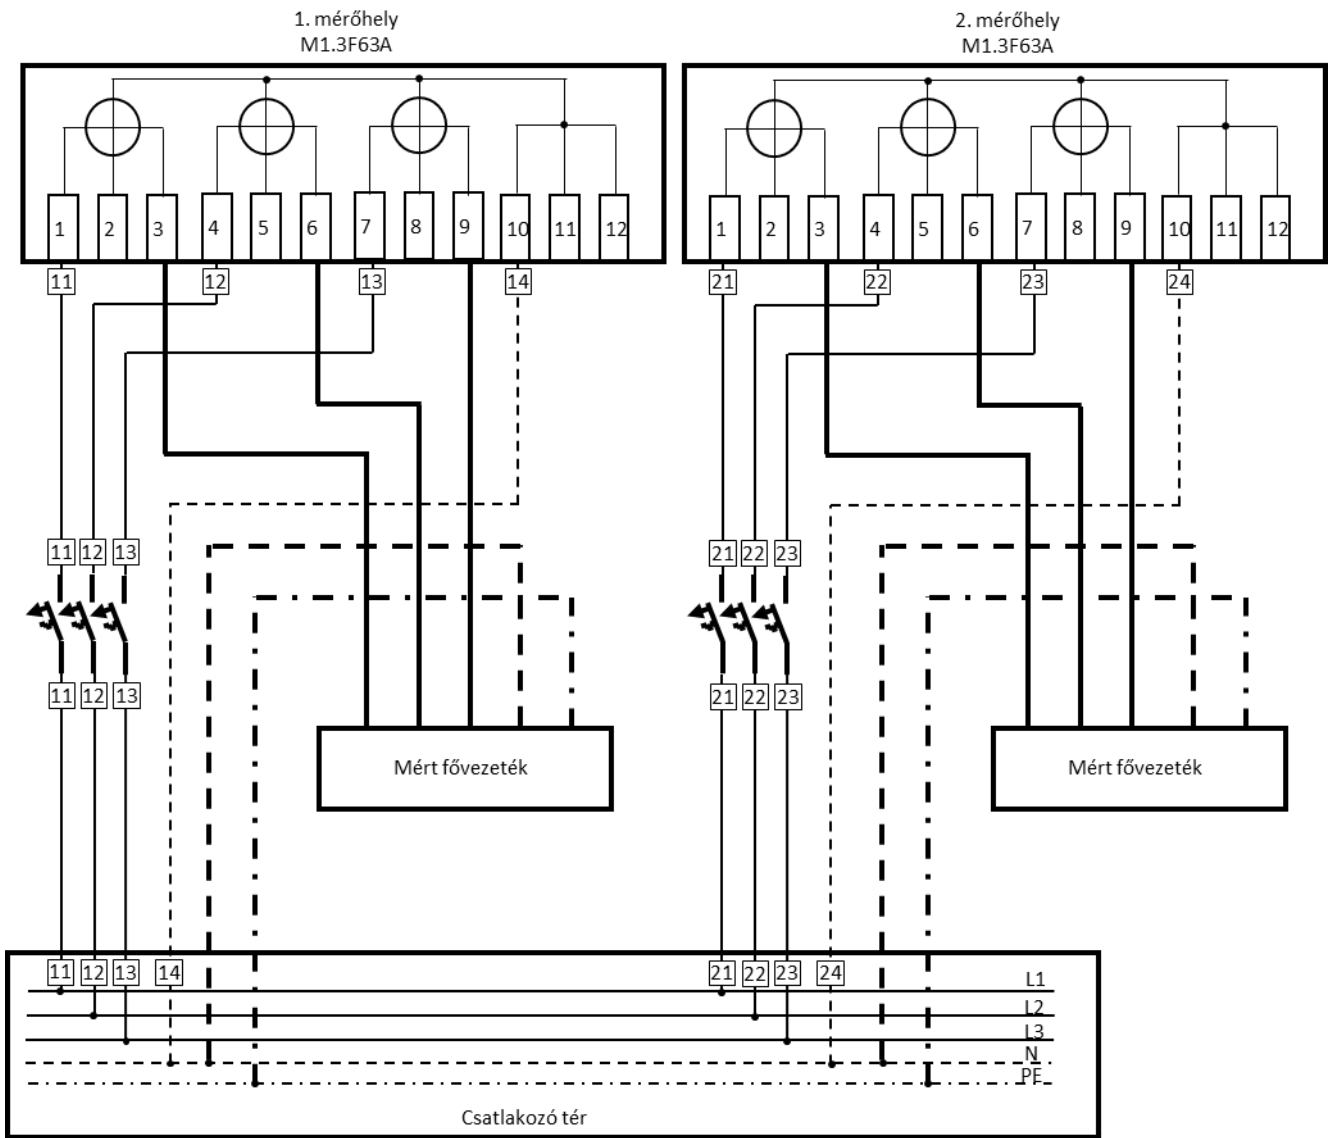 1. mérőhely
M1.3F63A
2. mérőhely
M1.3F63A
1 2 3 4 5 6 7 8 9 10 11 12
1 2 3 4 5 6 7 8 9 10 11 12
11 12 13 14
21 22 23 24
11 12 13
21 22 23
11 12 13
21 22 23
Mért fővezeték
Mért fővezeték
11 12 13 14
21 22 23 24
L1
L2
L3
N
PE
Csatlakozó tér